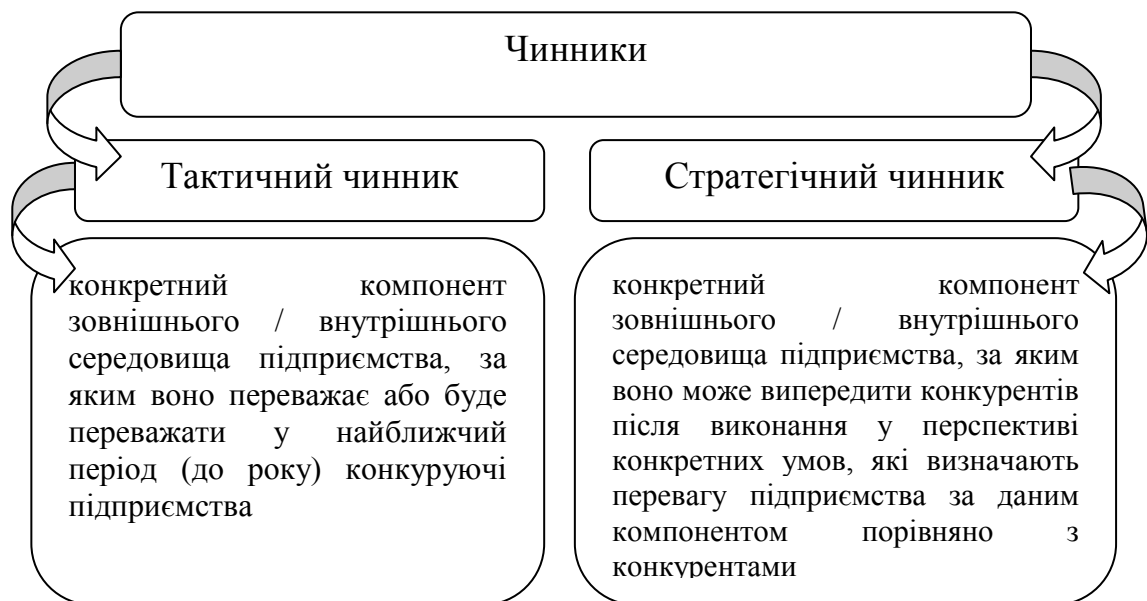 Чинники
Тактичний чинник
Стратегічний чинник
конкретний компонент
зовнішнього / внутрішнього
середовища підприємства, за
яким воно переважає або буде
переважати у найближчий
період (до року) конкуруючі
підприємства
конкретний компонент
зовнішнього / внутрішнього
середовища підприємства, за яким
воно може випередити конкурентів
після виконання у перспективі
конкретних умов, які визначають
перевагу підприємства за даним
компонентом порівняно з
конкурентами